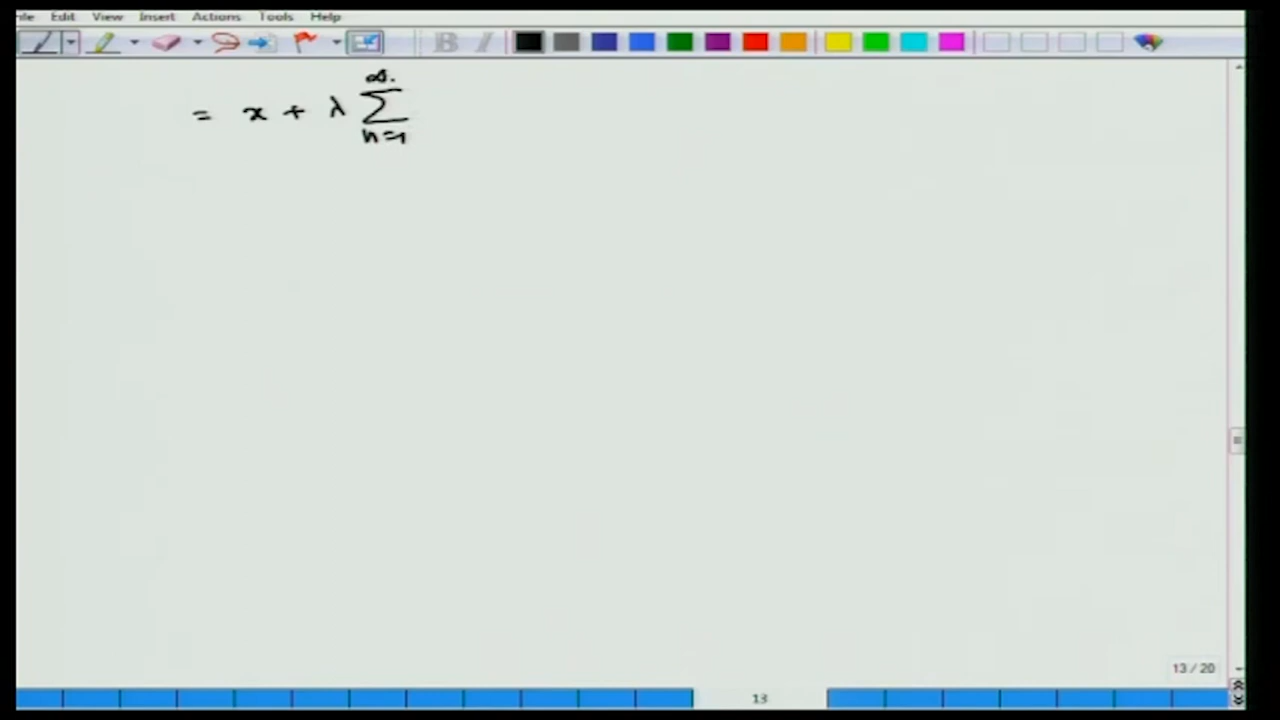 File Edit View Insert Actions Tools Help
B I
∞.
= x + λ ∑
n=1
13 / 20
13